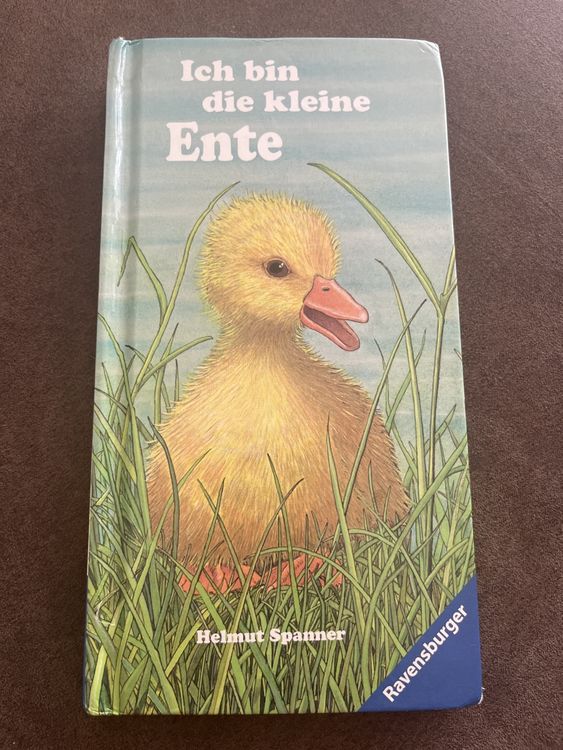 Ich bin
die kleine
Ente
Helmut Spanner
Ravensburger